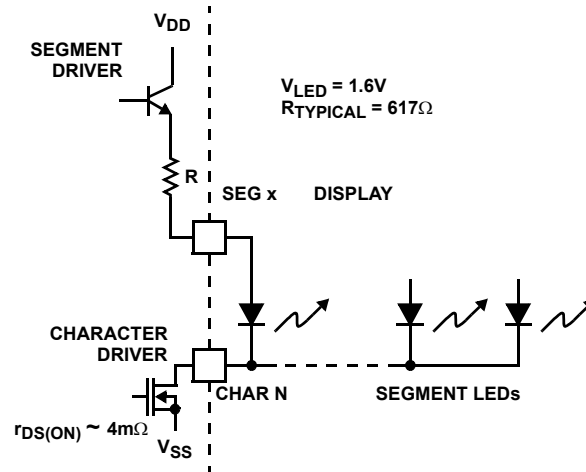 VDD
SEGMENT
DRIVER
VLED = 1.6V
RTYPICAL = 617Ω
R
SEG x
DISPLAY
CHARACTER
DRIVER
CHAR N
SEGMENT LEDs
rDS(ON) ~ 4mΩ
VSS